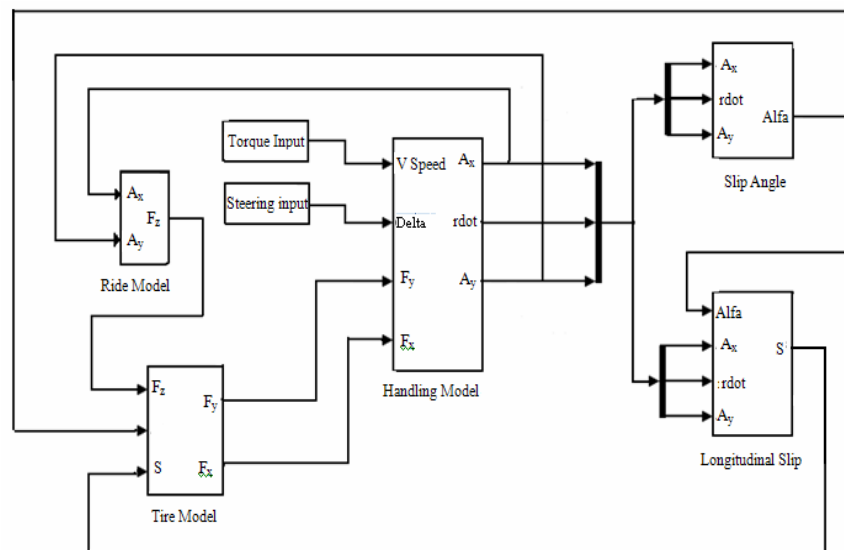 Torque Input
Steering input
V Speed
Delta
Fy
Fx
Ax
rdot
Ay
Handling Model
Ax
Ay
Fz
Ride Model
Fz
S
Fy
Fx
Tire Model
Ax
rdot
Ay
Alfa
Slip Angle
Alfa
Ax
rdot
Ay
S
Longitudinal Slip